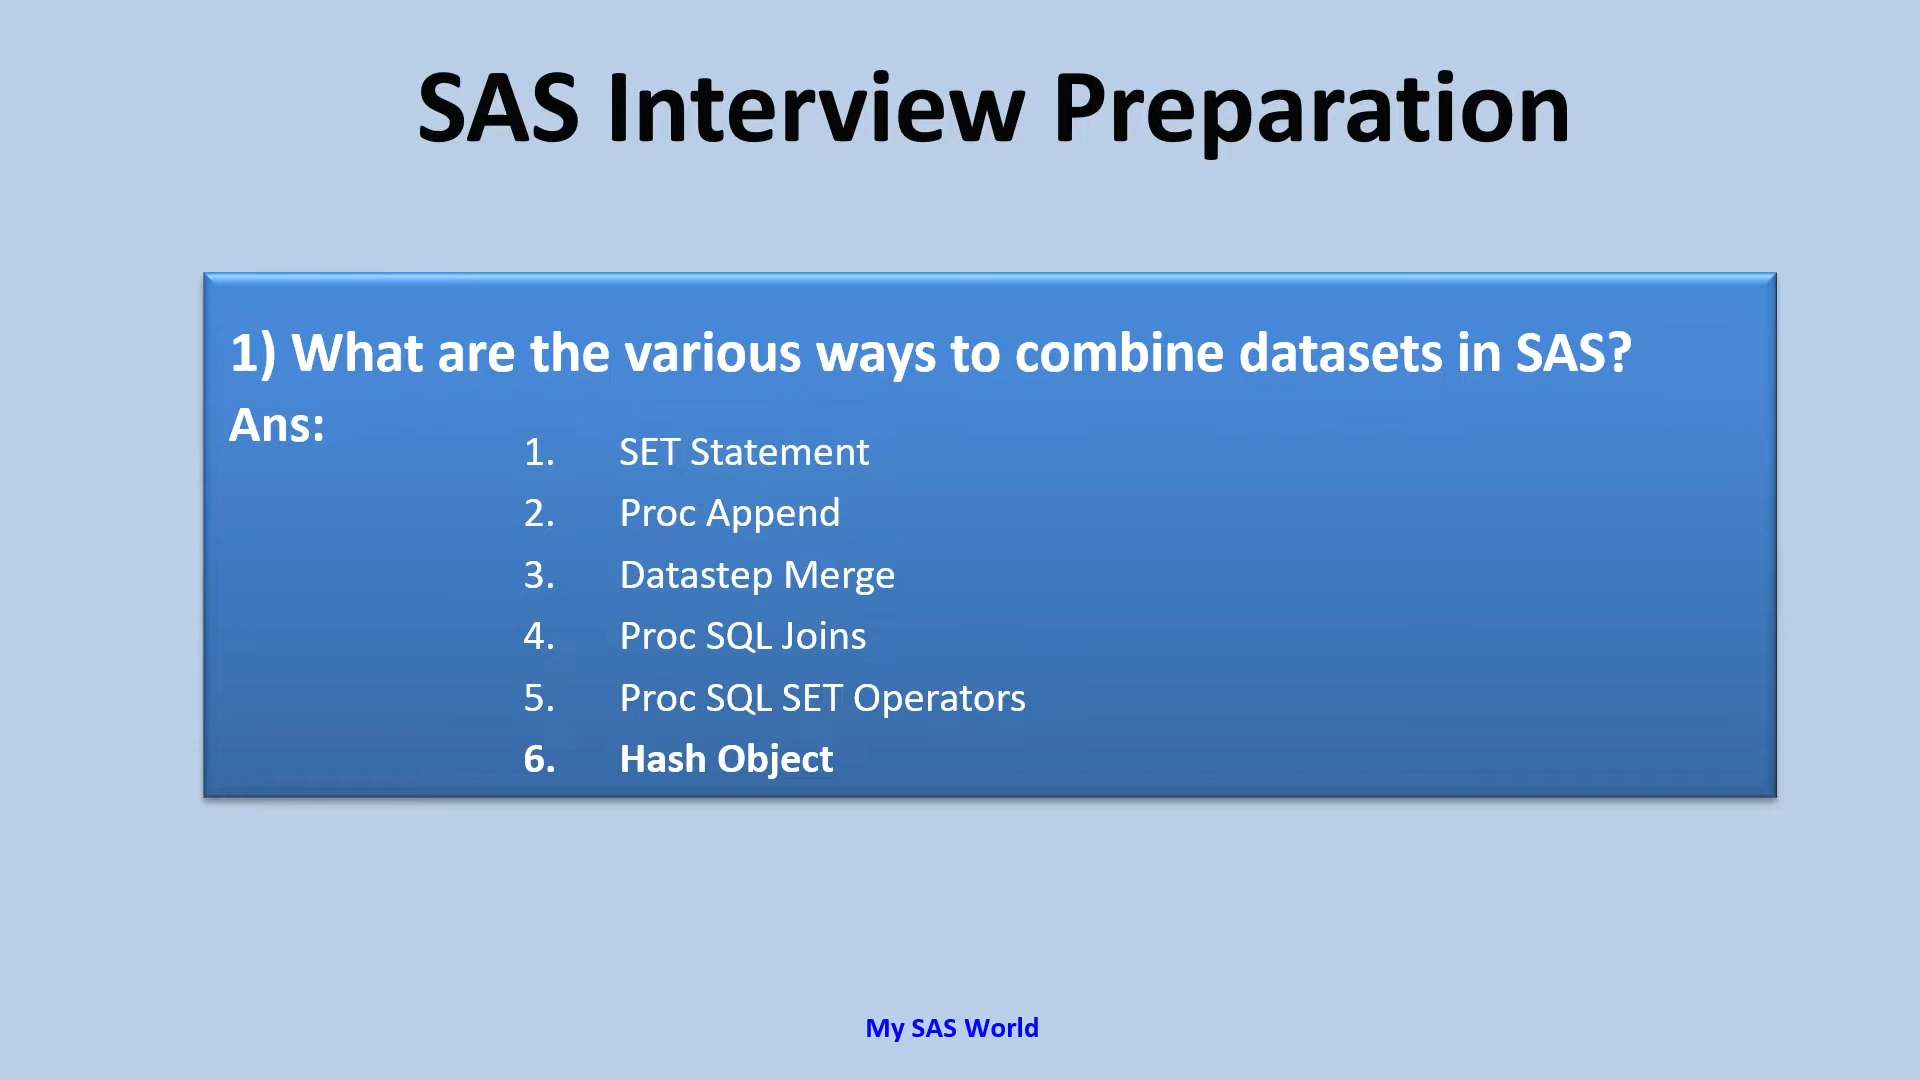 SAS Interview Preparation
1) What are the various ways to combine datasets in SAS?
Ans:
1. SET Statement
2. Proc Append
3. Datastep Merge
4. Proc SQL Joins
5. Proc SQL SET Operators
6. Hash Object
My SAS World